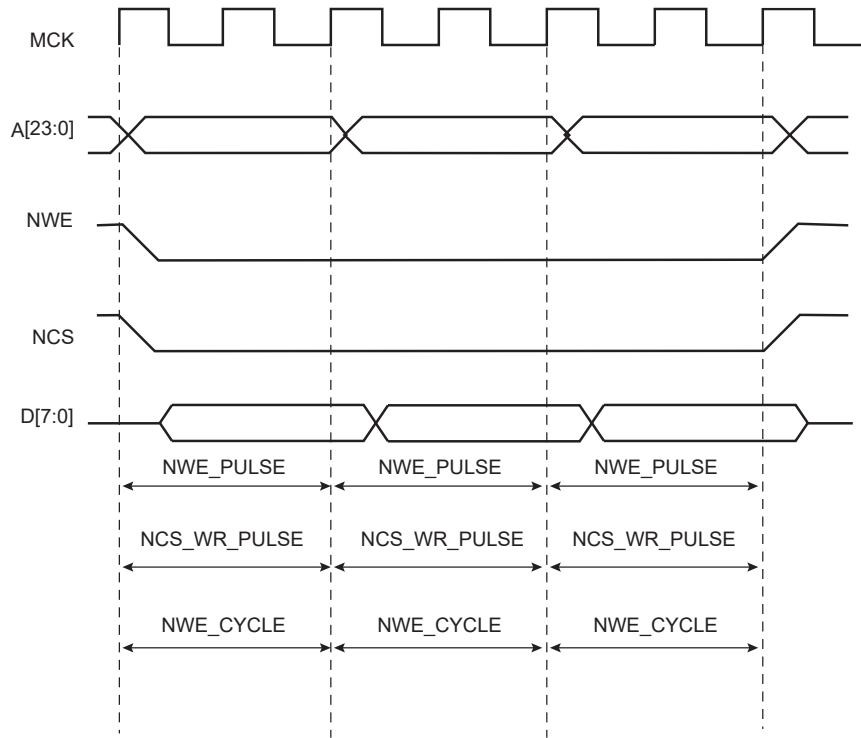 MCK
A[23:0]
NWE
NCS
D[7:0]
NWE_PULSE NWE_PULSE NWE_PULSE
NCS_WR_PULSE NCS_WR_PULSE NCS_WR_PULSE
NWE_CYCLE NWE_CYCLE NWE_CYCLE